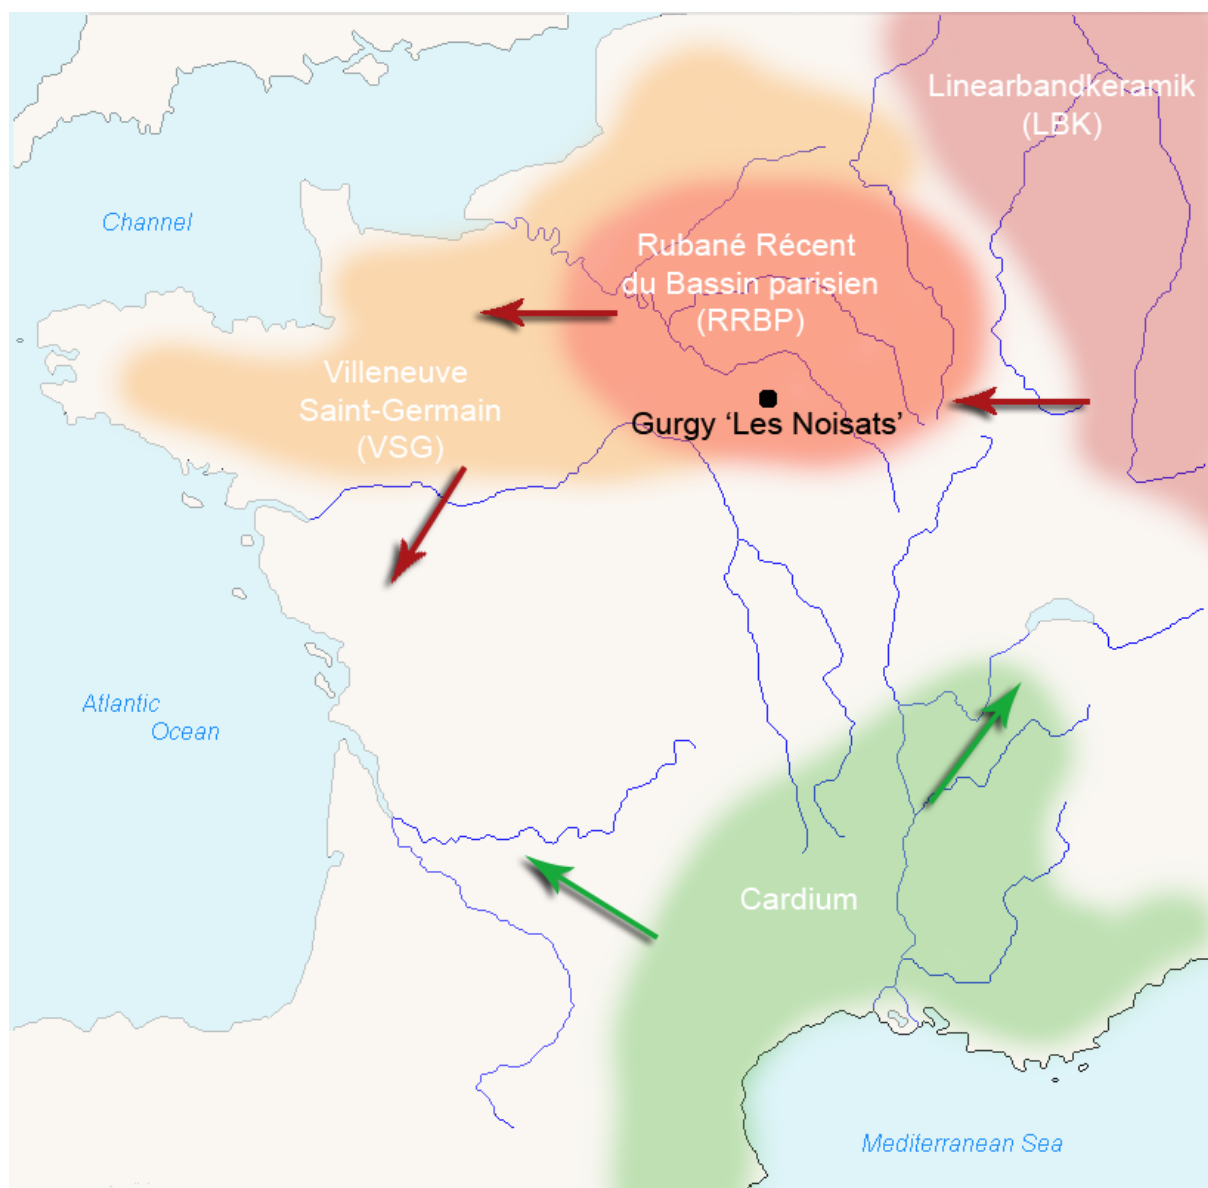 Linearbandkeramik
(LBK)
Channel
Rubané Récent
du Bassin parisien
(RRBP)
Villeneuve
Saint-Germain
(VSG)
Gurgy ‘Les Noisats’
Atlantic
Ocean
Cardium
Mediterranean Sea